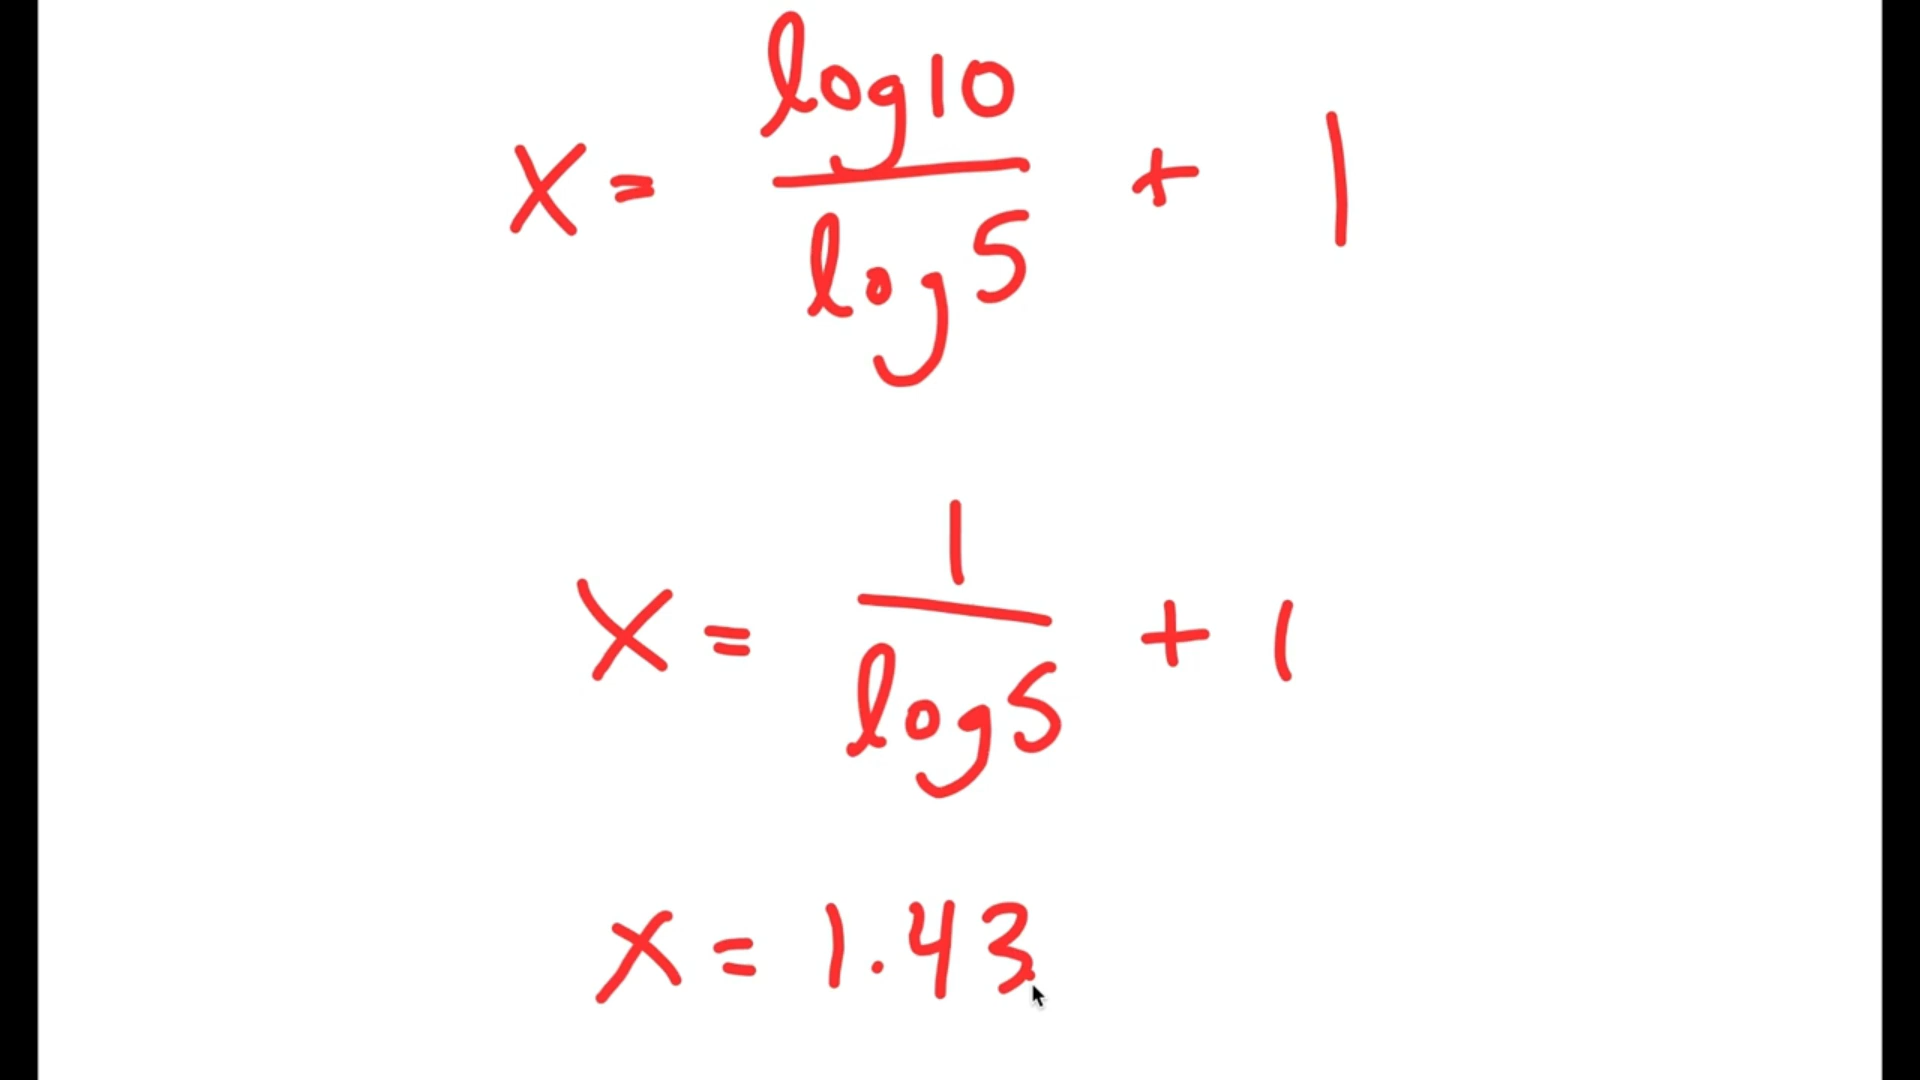 x = log10 / log5 + 1
x = 1 / log5 + 1
x = 1.43